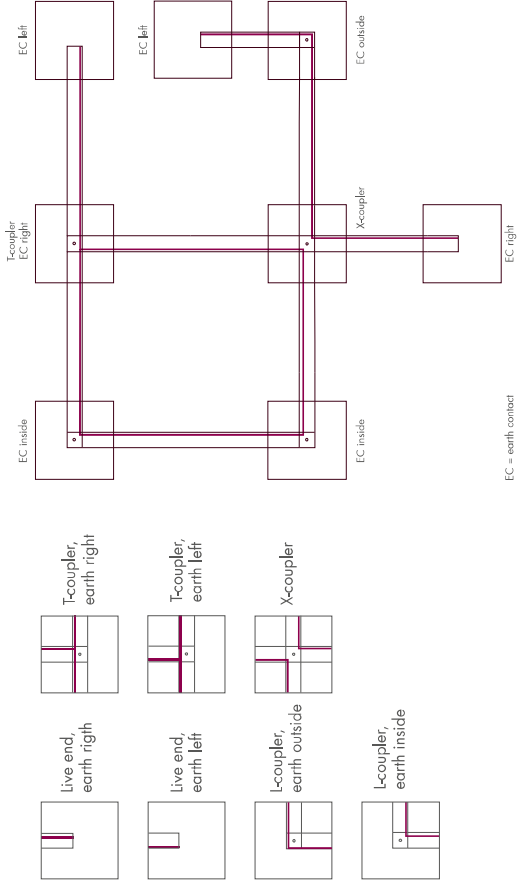 EC left
EC left
EC outside
T-coupler
EC right
X-coupler
EC right
EC inside
EC inside
EC = earth contact
T-coupler,
earth right
T-coupler,
earth left
X-coupler
Live end,
earth rigth
Live end,
earth left
L-coupler,
earth outside
L-coupler,
earth inside